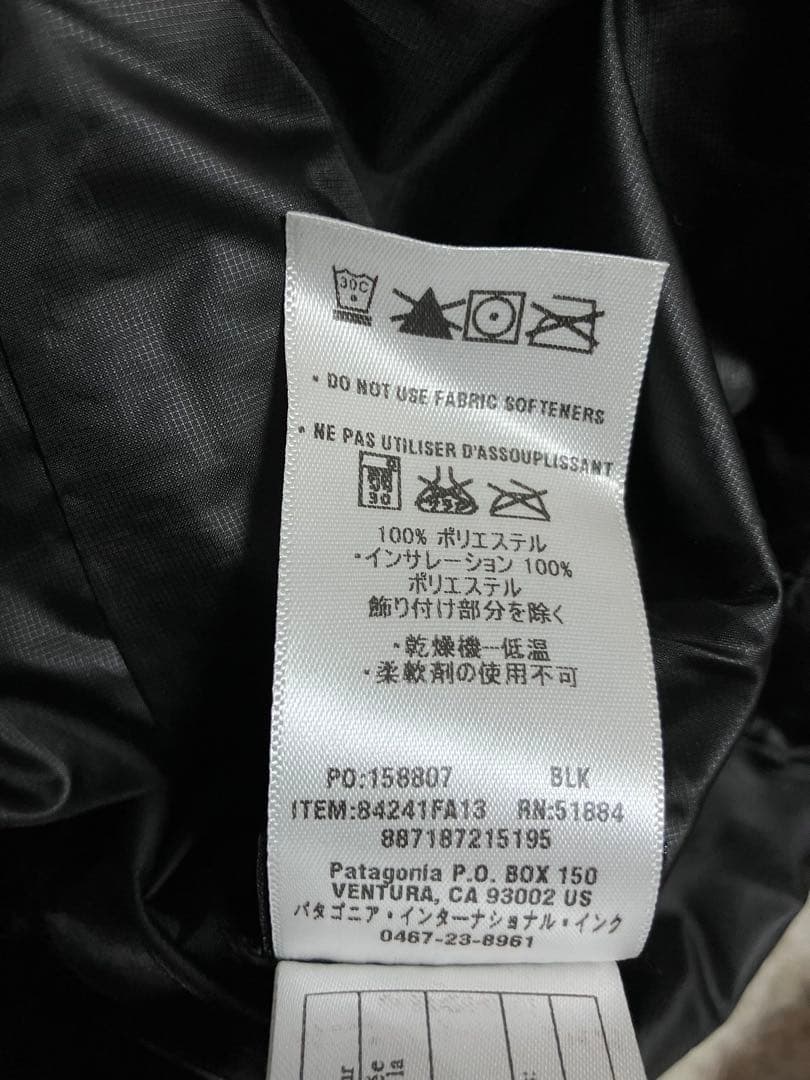 30C
• DO NOT USE FABRIC SOFTENERS
• NE PAS UTILISER D'ASSOUPLISSANT
30
100% ポリエステル
・インサレーション 100%
ポリエステル
飾り付け部分を除く
・乾燥機一低温
・柔軟剤の使用不可
PO:158807 BLK
ITEM:84241FA13 RN:51884
887187215195
Patagonia P.O. BOX 150
VENTURA, CA 93002 US
パタゴニア・インターナショナル・インク
0467-23-8961